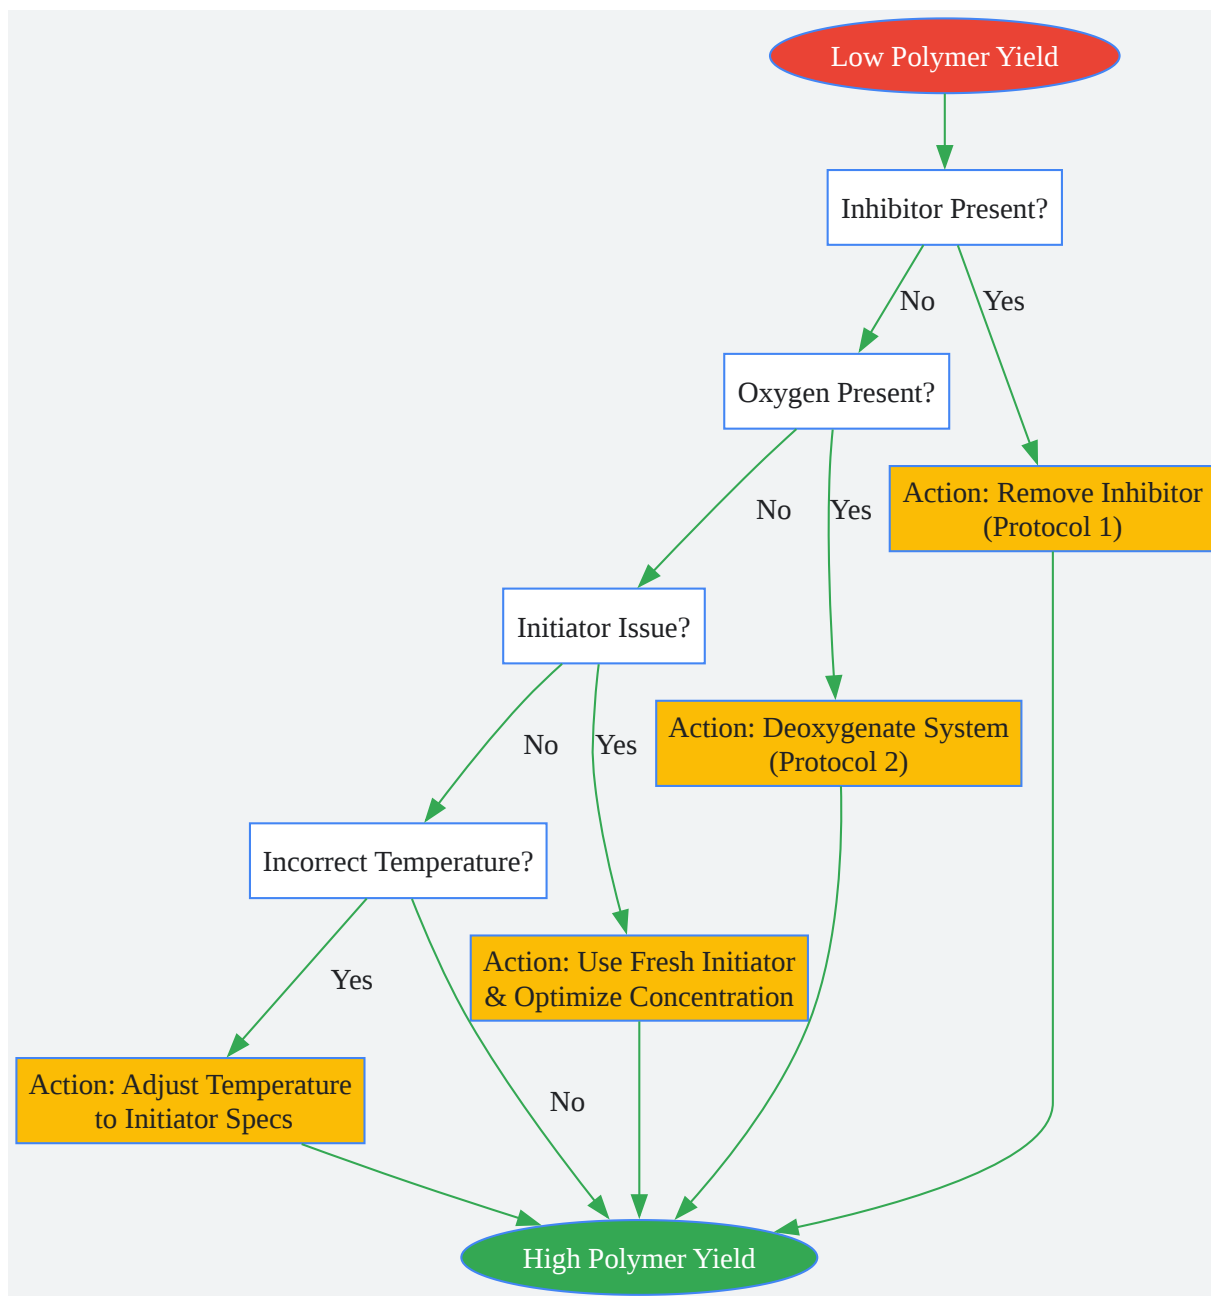 Low Polymer Yield
Inhibitor Present?
No
Yes
Oxygen Present?
Action: Remove Inhibitor
(Protocol 1)
No
Yes
Initiator Issue?
Action: Deoxygenate System
(Protocol 2)
No
Yes
Incorrect Temperature?
Action: Use Fresh Initiator
& Optimize Concentration
Yes
Action: Adjust Temperature
to Initiator Specs
No
High Polymer Yield